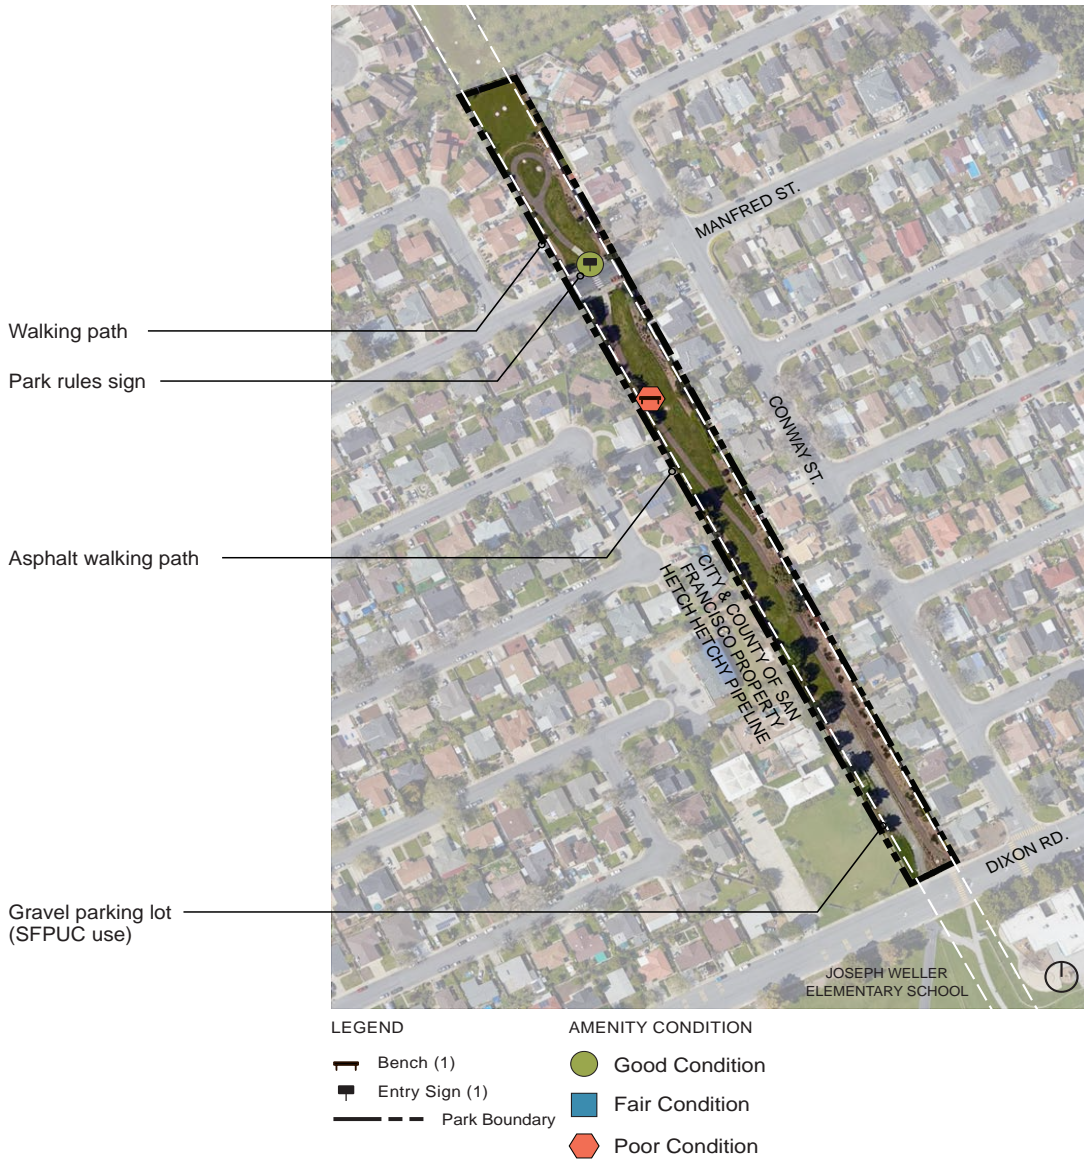 MANFRED ST.
Walking path
Park rules sign
CONWAY ST.
Asphalt walking path
CITY & COUNTY OF SAN
FRANCISCO PROPERTY
HETCH HETCHY PIPELINE
DIXON RD.
Gravel parking lot
(SFPUC use)
JOSEPH WELLER
ELEMENTARY SCHOOL
LEGEND
Bench (1)
Entry Sign (1)
Park Boundary
AMENITY CONDITION
Good Condition
Fair Condition
Poor Condition